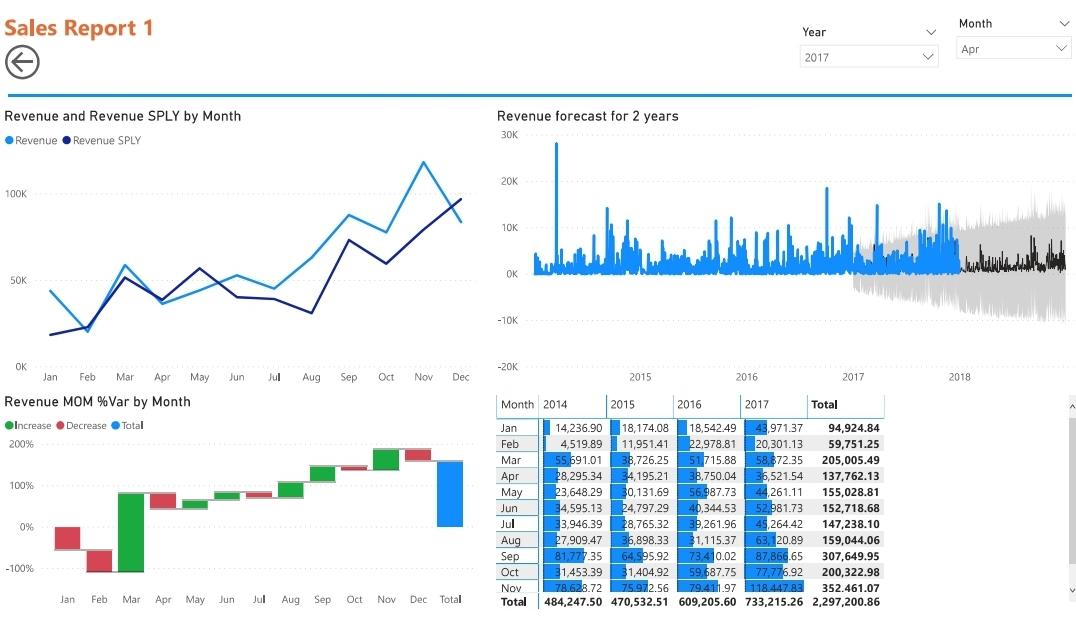 Sales Report 1
Year
2017
Month
Apr
Revenue and Revenue SPLY by Month
Revenue Revenue SPLY
100K
50K
0K
Jan Feb Mar Apr May Jun Jul Aug Sep Oct Nov Dec
Revenue forecast for 2 years
30K
20K
10K
0K
-10K
-20K
2015 2016 2017 2018
Revenue MOM %Var by Month
Increase Decrease Total
200%
100%
0%
-100%
Jan Feb Mar Apr May Jun Jul Aug Sep Oct Nov Dec Total
Month 2014 2015 2016 2017 Total
Jan 14,236.90 18,174.08 18,542.49 43,971.37 94,924.84
Feb 4,519.89 11,951.41 22,978.81 20,301.13 59,751.25
Mar 55,691.01 38,726.25 51,715.88 58,872.35 205,005.49
Apr 28,295.34 34,195.21 38,750.04 36,521.54 137,762.13
May 23,648.29 30,131.69 56,987.73 44,261.11 155,028.81
Jun 34,595.13 24,797.29 40,344.53 52,981.73 152,718.68
Jul 33,946.39 28,765.32 39,261.96 45,264.42 147,238.10
Aug 27,909.47 36,898.33 31,115.37 63,120.89 159,044.06
Sep 81,777.35 64,595.92 73,410.02 87,866.65 307,649.95
Oct 31,453.39 31,404.92 59,687.75 77,776.92 200,322.98
Nov 78,628.72 75,972.56 79,411.97 118,447.83 352,461.07
Total 484,247.50 470,532.51 609,205.60 733,215.26 2,297,200.86